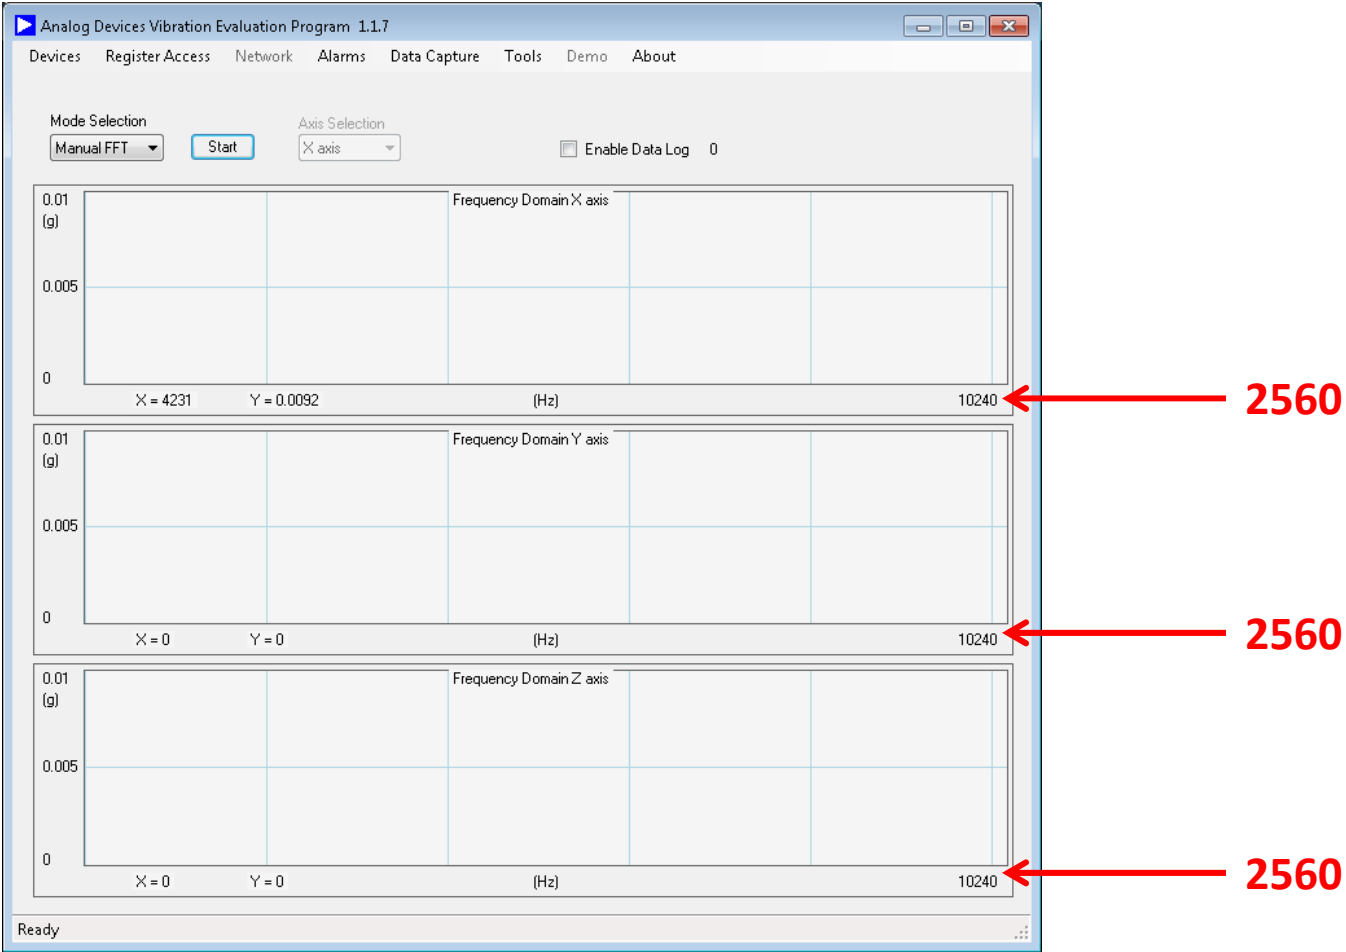 Analog Devices Vibration Evaluation Program 1.1.7
Devices Register Access Network Alarms Data Capture Tools Demo About
Mode Selection
Axis Selection
Manual FFT Start X axis Enable Data Log 0
0.01 Frequency Domain X axis
(g)
0.005
0
X = 4231 Y = 0.0092 (Hz) 10240 2560
0.01 Frequency Domain Y axis
(g)
0.005
0
X = 0 Y = 0 (Hz) 10240 2560
0.01 Frequency Domain Z axis
(g)
0.005
0
X = 0 Y = 0 (Hz) 10240 2560
Ready